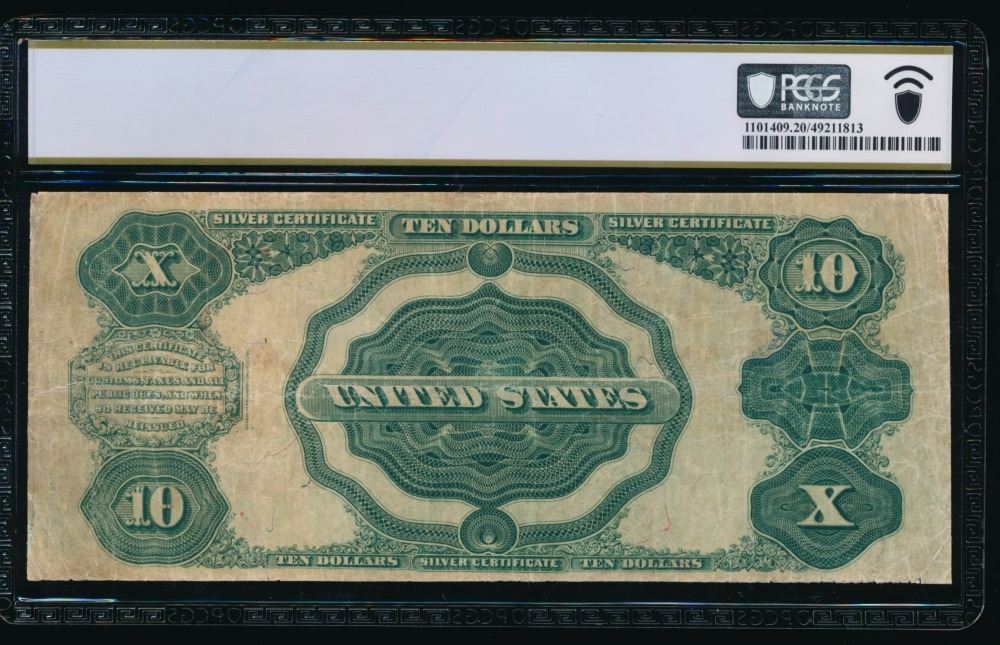 PCGS
BANKNOTE
1101409.20/49211813
SILVER CERTIFICATE
TEN DOLLARS
SILVER CERTIFICATE
X
10
THIS CERTIFICATE
IS RECEIVABLE FOR
CUSTOMS, TAXES AND ALL
PUBLIC DUES, AND WHEN
SO RECEIVED MAY BE
REISSUED.
UNITED STATES
10
X
TEN DOLLARS
SILVER CERTIFICATE
TEN DOLLARS